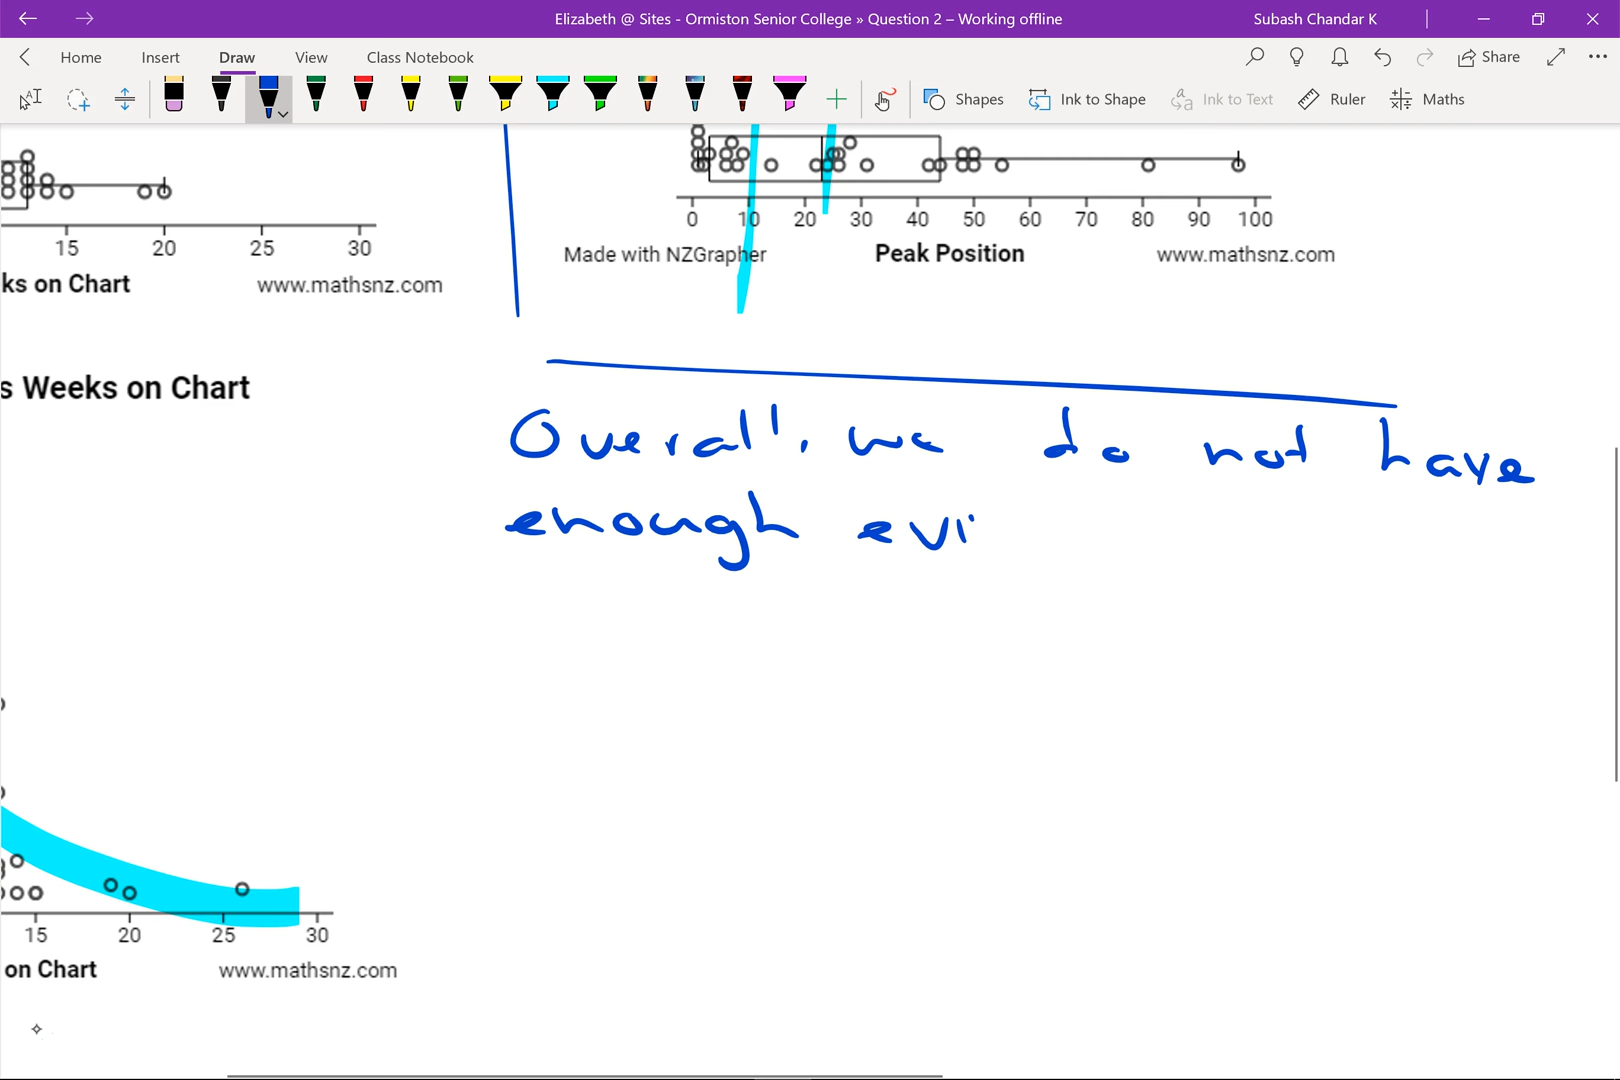 Elizabeth @ Sites - Ormiston Senior College » Question 2 – Working offline
Subash Chandar K
Home Insert Draw View Class Notebook
Share
Shapes Ink to Shape Ink to Text Ruler Maths
15 20 25 30
ks on Chart www.mathsnz.com
0 10 20 30 40 50 60 70 80 90 100
Made with NZGrapher Peak Position www.mathsnz.com
s Weeks on Chart
Overall, we do not have
enough evi
15 20 25 30
on Chart www.mathsnz.com